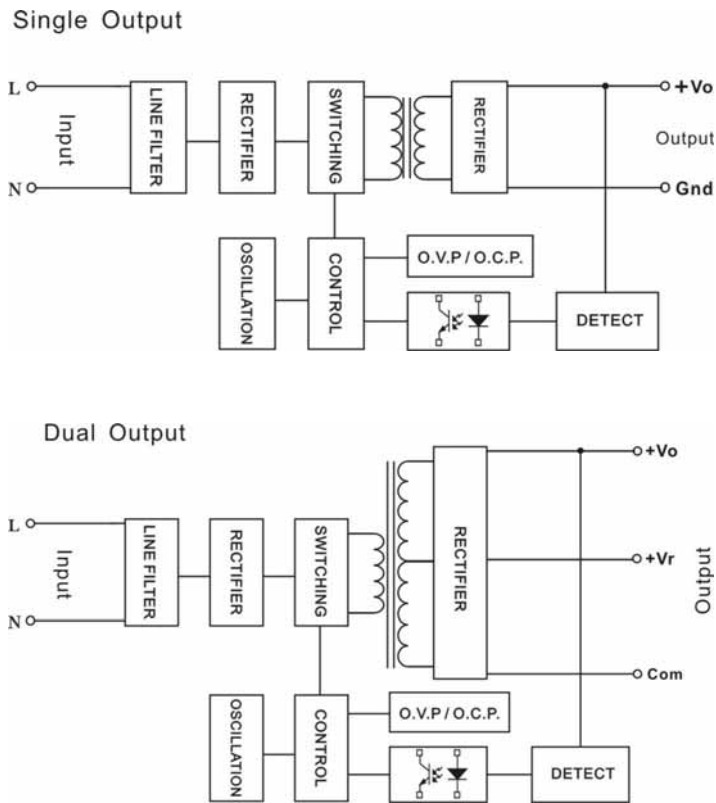 Single Output
L
Input
N
LINE FILTER
RECTIFIER
SWITCHING
RECTIFIER
+Vo
Output
Gnd
OSCILLATION
CONTROL
O.V.P / O.C.P.
DETECT
Dual Output
L
Input
N
LINE FILTER
RECTIFIER
SWITCHING
RECTIFIER
+Vo
+Vr
Output
Com
OSCILLATION
CONTROL
O.V.P / O.C.P.
DETECT